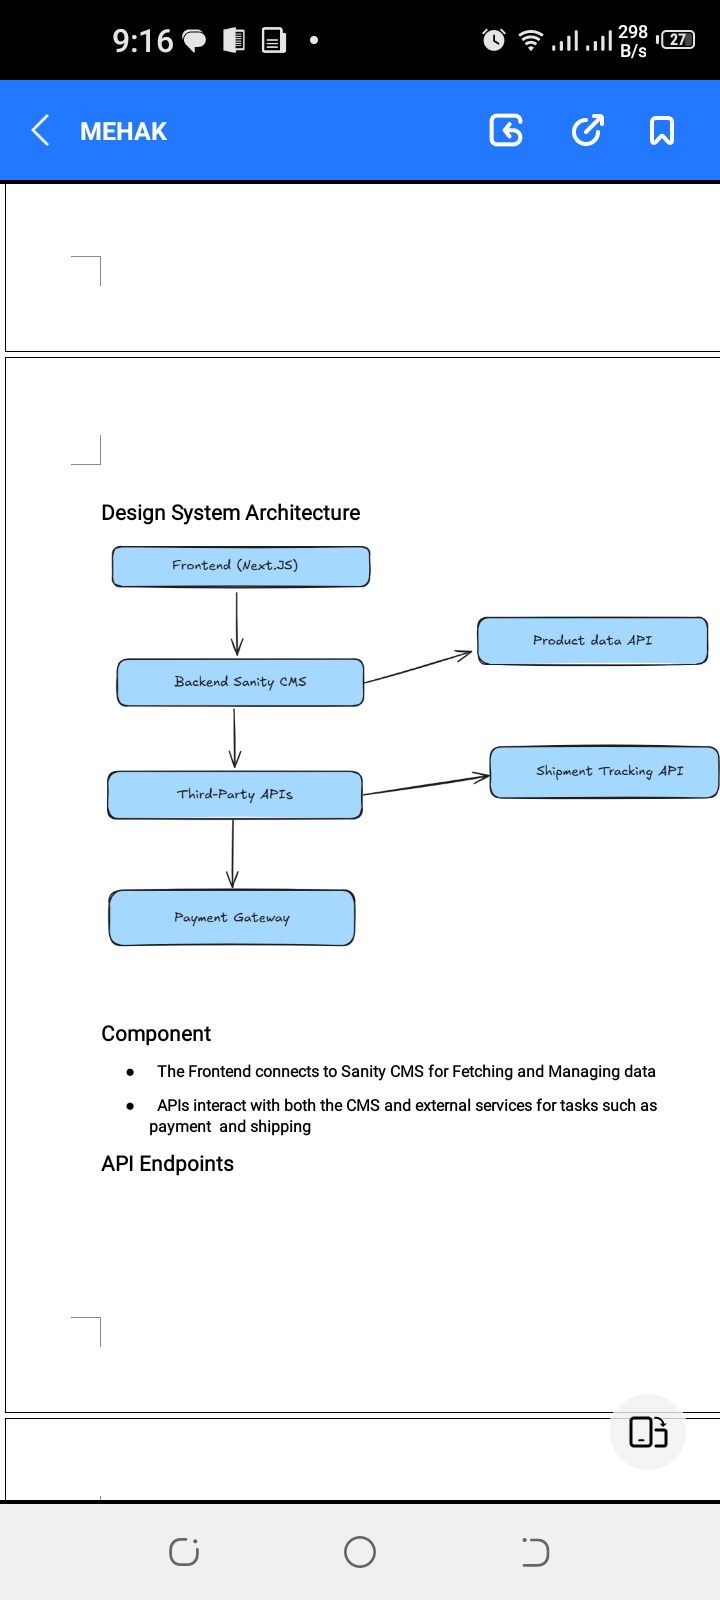 9:16
298
B/s
27
MEHAK
Design System Architecture
Frontend (Next.JS)
Product data API
Backend Sanity CMS
Shipment Tracking API
Third-Party APIs
Payment Gateway
Component
● The Frontend connects to Sanity CMS for Fetching and Managing data
● APIs interact with both the CMS and external services for tasks such as
payment and shipping
API Endpoints